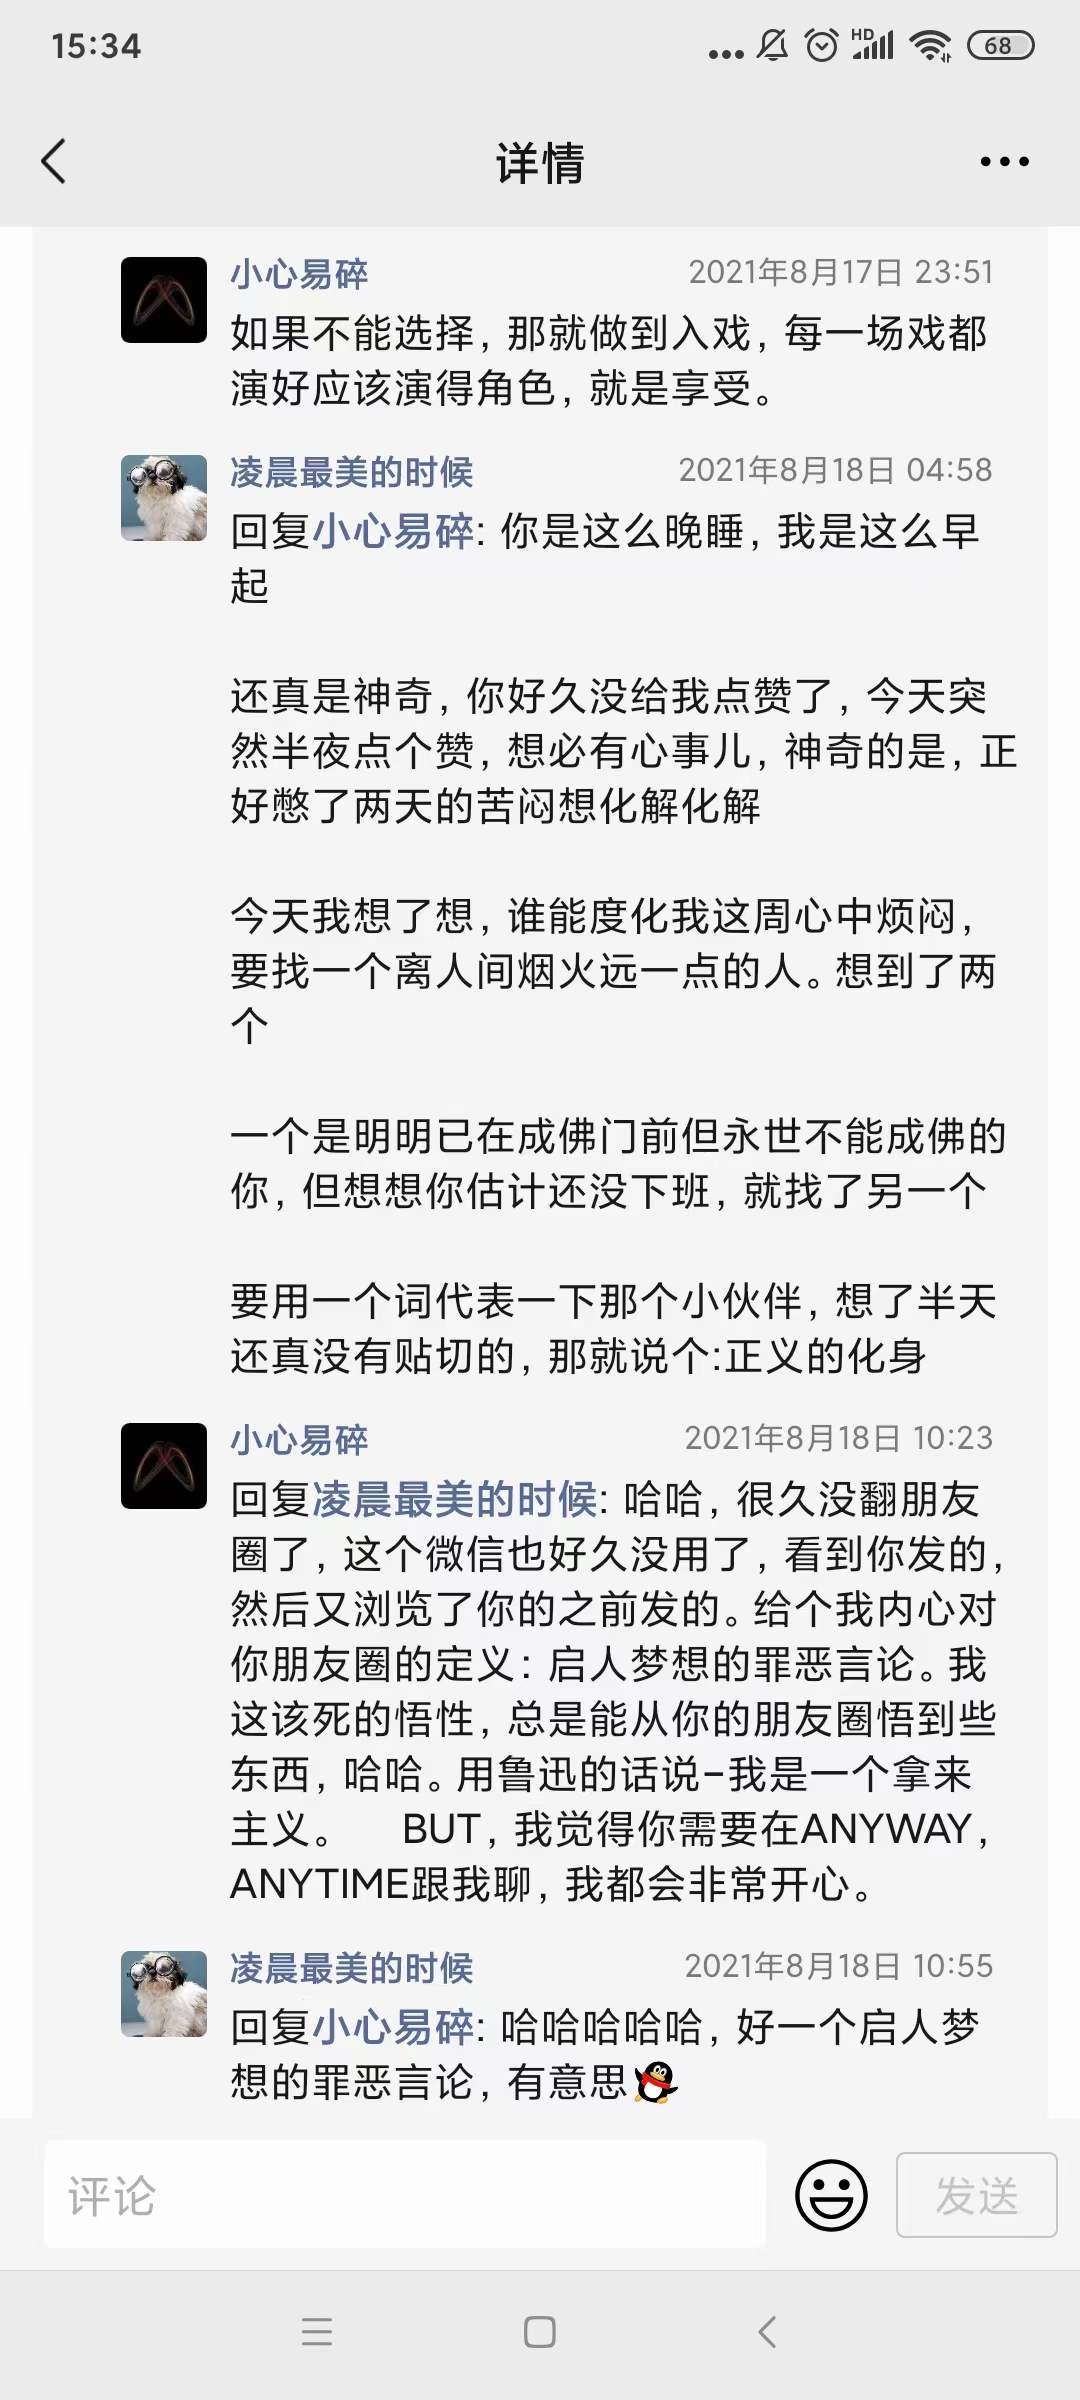 15:34
HD
68
详情
小心易碎
2021年8月17日 23:51
如果不能选择，那就做到入戏，每一场戏都
演好应该演得角色，就是享受。
凌晨最美的时候
2021年8月18日 04:58
回复小心易碎: 你是这么晚睡，我是这么早
起
还真是神奇，你好久没给我点赞了，今天突
然半夜点个赞，想必有心事儿，神奇的是，正
好憋了两天的苦闷想化解化解
今天我想了想，谁能度化我这周心中烦闷，
要找一个离人间烟火远一点的人。想到了两
个
一个是明明已在成佛门前但永世不能成佛的
你，但想想你估计还没下班，就找了另一个
要用一个词代表一下那个小伙伴，想了半天
还真没有贴切的，那就说个:正义的化身
小心易碎
2021年8月18日 10:23
回复凌晨最美的时候: 哈哈，很久没翻朋友
圈了，这个微信也好久没用了，看到你发的，
然后又浏览了你的之前发的。给个我内心对
你朋友圈的定义：启人梦想的罪恶言论。我
这该死的悟性，总是能从你的朋友圈悟到些
东西，哈哈。用鲁迅的话说-我是一个拿来
主义。 BUT，我觉得你需要在ANYWAY，
ANYTIME跟我聊，我都会非常开心。
凌晨最美的时候
2021年8月18日 10:55
回复小心易碎: 哈哈哈哈哈，好一个启人梦
想的罪恶言论，有意思
评论
发送